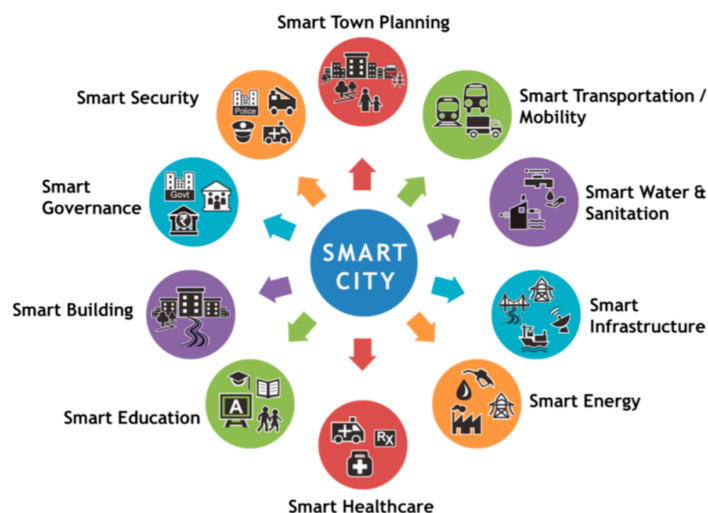 Smart Town Planning
Smart Security
Police
Smart Transportation /
Mobility
Smart
Governance
Govt
₹
Smart Water &
Sanitation
SMART
CITY
Smart Building
Smart
Infrastructure
Smart Education
A
Smart Energy
Rx
Smart Healthcare